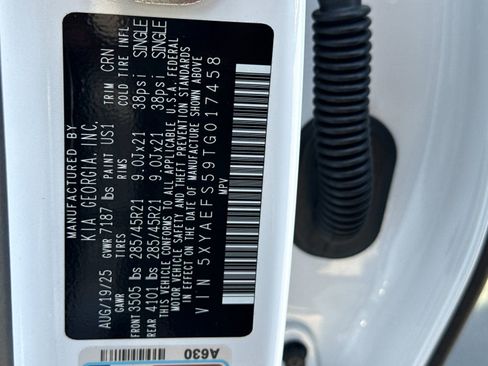 MANUFACTURED BY
KIA GEORGIA, INC.
AUG/19/25 GVWR 7187 lbs PAINT US1 TRIM CRN
GAWR TIRES RIMS COLD TIRE INFL
FRONT 3505 lbs 285/45R21 9.0Jx21 38psi SINGLE
REAR 4101 lbs 285/45R21 9.0Jx21 38psi SINGLE
THIS VEHICLE CONFORMS TO ALL APPLICABLE U.S.A. FEDERAL
MOTOR VEHICLE SAFETY AND THEFT PREVENTION STANDARDS
IN EFFECT ON THE DATE OF MANUFACTURE SHOWN ABOVE
VIN 5XYAEFS59TG017458
MPV
A630